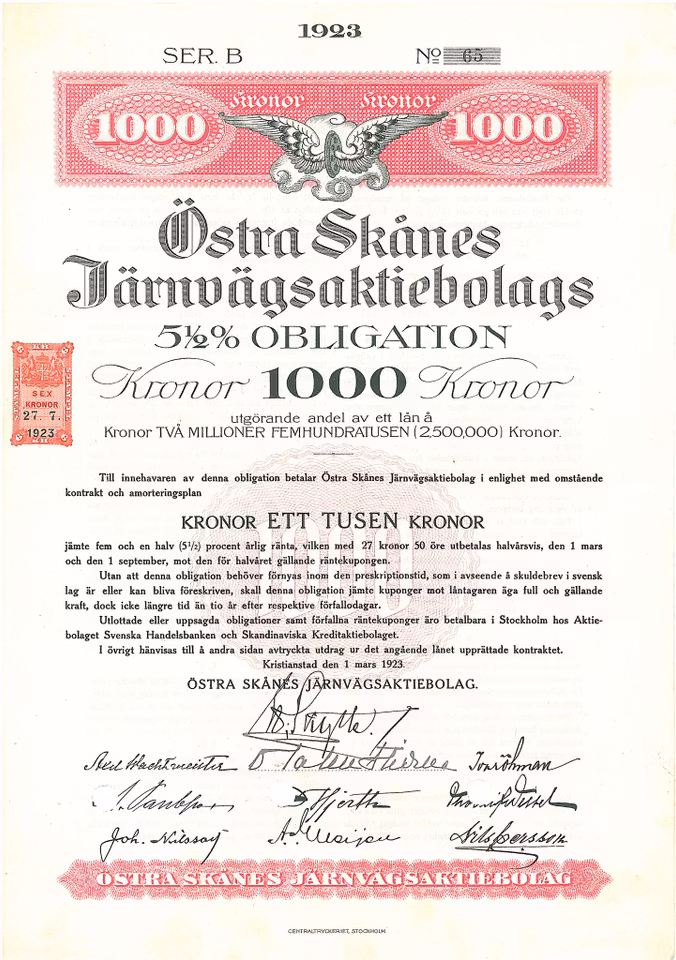 1923
SER. B Nº 65
Kronor Kronor
1000 1000
Östra Skånes
Järnvägsaktiebolags
5½% OBLIGATION
Kronor 1000 Kronor
utgörande andel av ett lån å
Kronor TVÅ MILLIONER FEMHUNDRATUSEN (2,500,000) Kronor.
SEX
KRONOR
27. 7.
1923
Till innehavaren av denna obligation betalar Östra Skånes Järnvägsaktiebolag i enlighet med omstående
kontrakt och amorteringsplan
KRONOR ETT TUSEN KRONOR
jämte fem och en halv (5½) procent årlig ränta, vilken med 27 kronor 50 öre utbetalas halvårsvis, den 1 mars
och den 1 september, mot den för halvåret gällande räntekupongen.
Utan att denna obligation behöver förnyas inom den preskriptionstid, som i avseende å skuldebrev i svensk
lag är eller kan bliva föreskriven, skall denna obligation jämte kuponger mot låntagaren äga full och gällande
kraft, dock icke längre tid än tio år efter respektive förfallodagar.
Utlottade eller uppsagda obligationer samt förfallna räntekuponger äro betalbara i Stockholm hos Aktie-
bolaget Svenska Handelsbanken och Skandinaviska Kreditaktiebolaget.
I övrigt hänvisas till å andra sidan avtryckta utdrag ur det angående lånet upprättade kontraktet.
Kristianstad den 1 mars 1923.
ÖSTRA SKÅNES JÄRNVÄGSAKTIEBOLAG.
Axel Wachtmeister Ivar Öhman
Hjerth
Joh. Nilsson Nils Persson
ÖSTRA SKÅNES JÄRNVÄGSAKTIEBOLAG
CENTRALTRYCKERIET, STOCKHOLM.